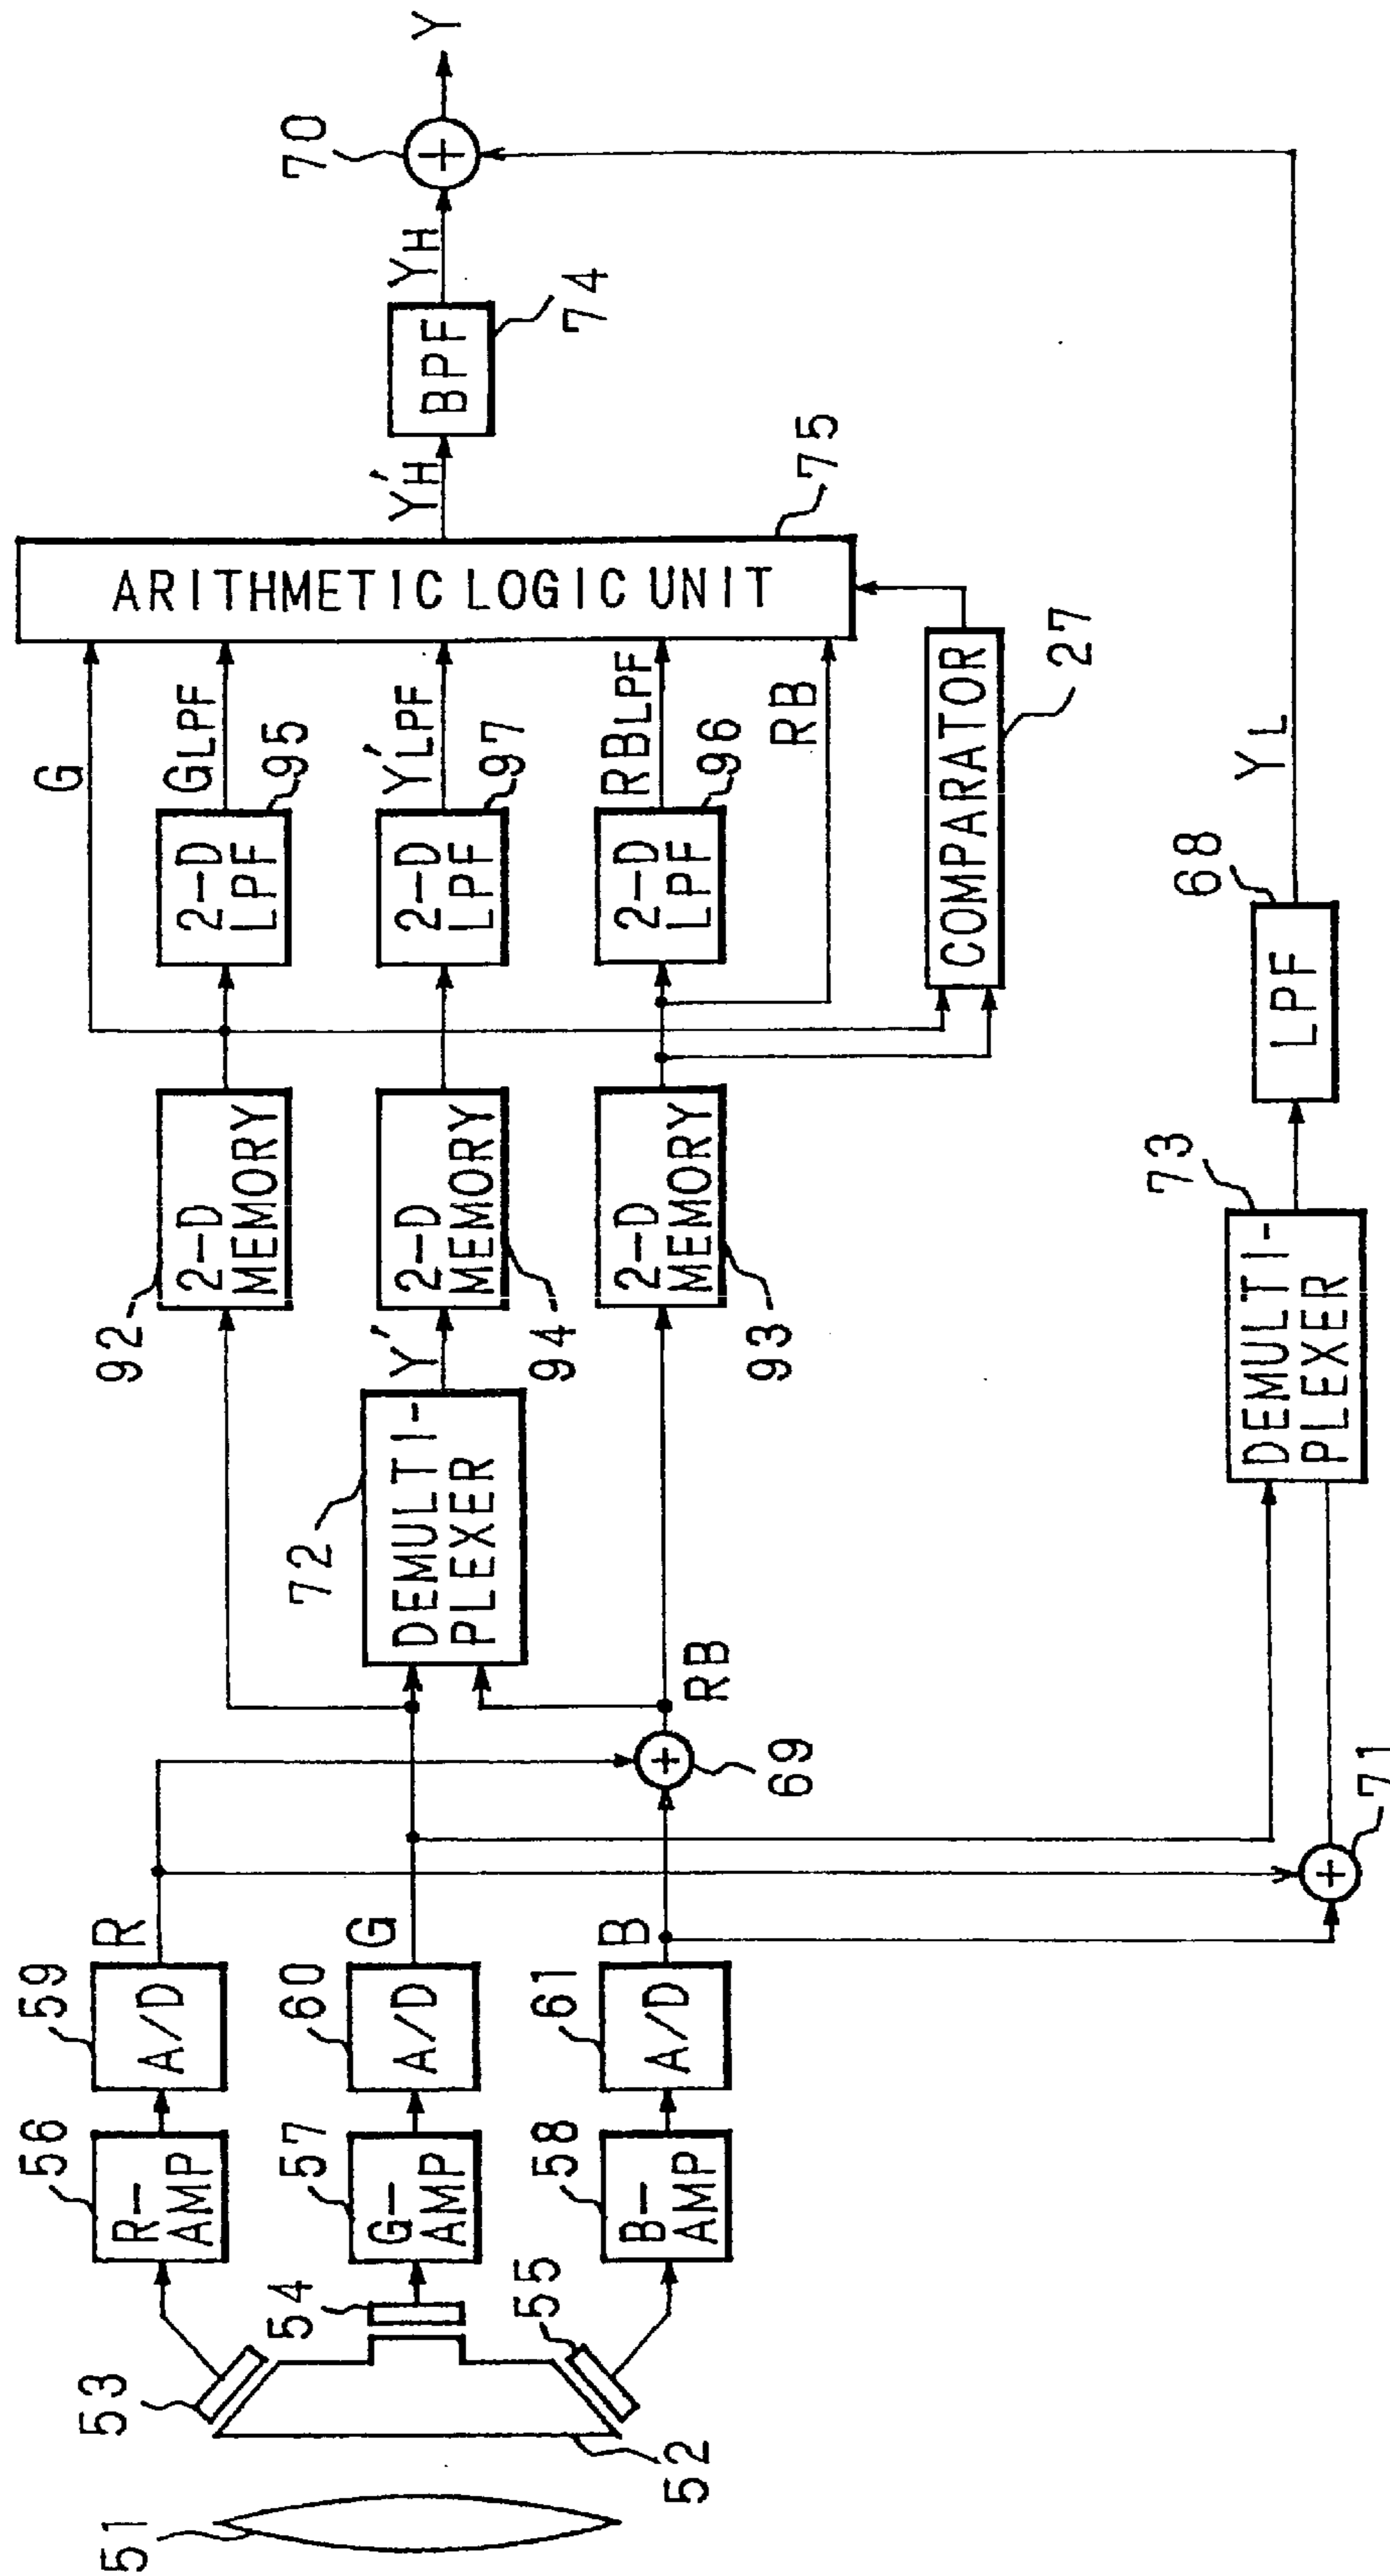 51
52
53
54
55
56
R-
AMP
57
G-
AMP
58
B-
AMP
59
A/D
R
60
A/D
G
61
A/D
B
69
RB
71
72
DEMULTI-
PLEXER
Y'
92
2-D
MEMORY
94
2-D
MEMORY
93
2-D
MEMORY
73
DEMULTI-
PLEXER
G
2-D
LPF
95
GLPF
2-D
LPF
97
Y'LPF
2-D
LPF
96
RBLPF
RB
COMPARATOR
27
68
LPF
YL
ARITHMETIC LOGIC UNIT
75
Y'H
BPF
74
YH
70
Y